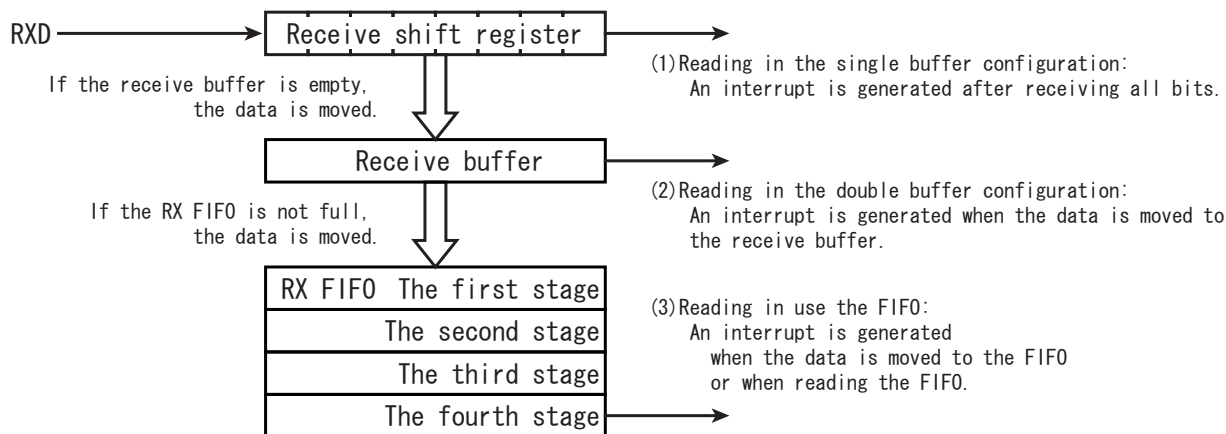 RXD
Receive shift register
If the receive buffer is empty,
the data is moved.
(1)Reading in the single buffer configuration:
An interrupt is generated after receiving all bits.
Receive buffer
If the RX FIFO is not full,
the data is moved.
(2)Reading in the double buffer configuration:
An interrupt is generated when the data is moved to
the receive buffer.
RX FIFO The first stage
The second stage
The third stage
The fourth stage
(3)Reading in use the FIFO:
An interrupt is generated
when the data is moved to the FIFO
or when reading the FIFO.